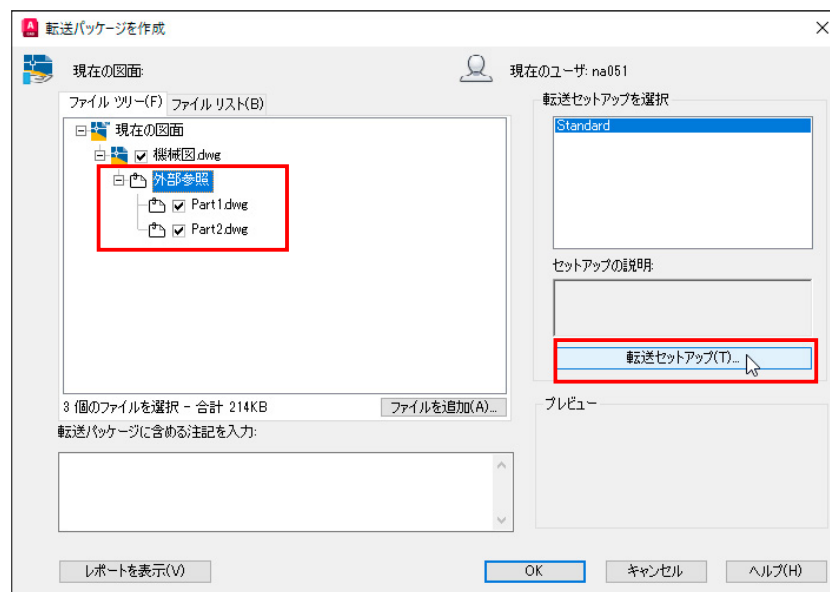 転送パッケージを作成
現在の図面:
現在のユーザ: na051
ファイル ツリー(F)
ファイル リスト(B)
現在の図面
機械図.dwg
外部参照
Part1.dwg
Part2.dwg
3 個のファイルを選択 - 合計 214KB
ファイルを追加(A)...
転送パッケージに含める注記を入力:
転送セットアップを選択
Standard
セットアップの説明:
転送セットアップ(T)...
プレビュー
レポートを表示(V)
OK
キャンセル
ヘルプ(H)